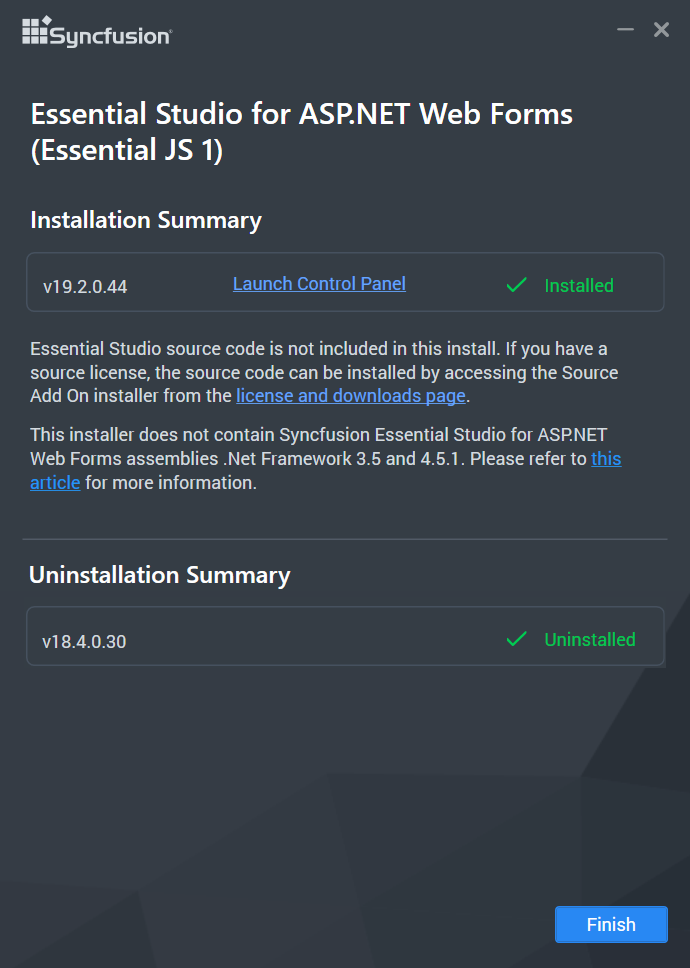 Syncfusion
Essential Studio for ASP.NET Web Forms
(Essential JS 1)
Installation Summary
v19.2.0.44 Launch Control Panel Installed
Essential Studio source code is not included in this install. If you have a
source license, the source code can be installed by accessing the Source
Add On installer from the license and downloads page.
This installer does not contain Syncfusion Essential Studio for ASP.NET
Web Forms assemblies .Net Framework 3.5 and 4.5.1. Please refer to this
article for more information.
Uninstallation Summary
v18.4.0.30 Uninstalled
Finish